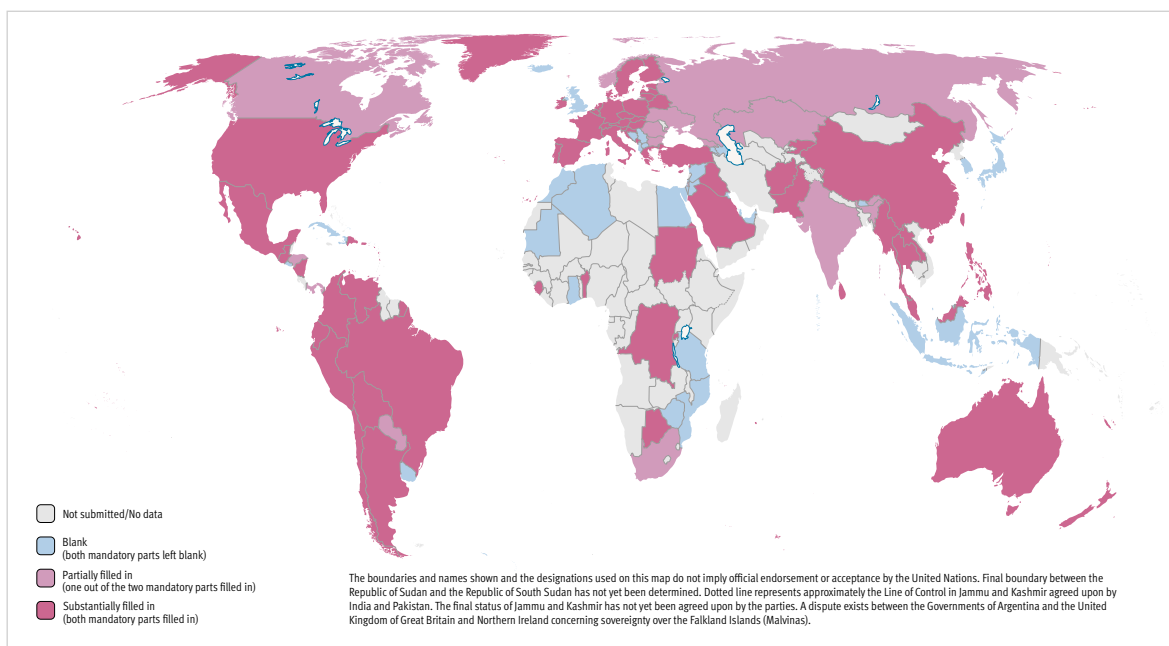 Not submitted/No data
Blank
(both mandatory parts left blank)
Partially filled in
(one out of the two mandatory parts filled in)
Substantially filled in
(both mandatory parts filled in)
The boundaries and names shown and the designations used on this map do not imply official endorsement or acceptance by the United Nations. Final boundary between the
Republic of Sudan and the Republic of South Sudan has not yet been determined. Dotted line represents approximately the Line of Control in Jammu and Kashmir agreed upon by
India and Pakistan. The final status of Jammu and Kashmir has not yet been agreed upon by the parties. A dispute exists between the Governments of Argentina and the United
Kingdom of Great Britain and Northern Ireland concerning sovereignty over the Falkland Islands (Malvinas).